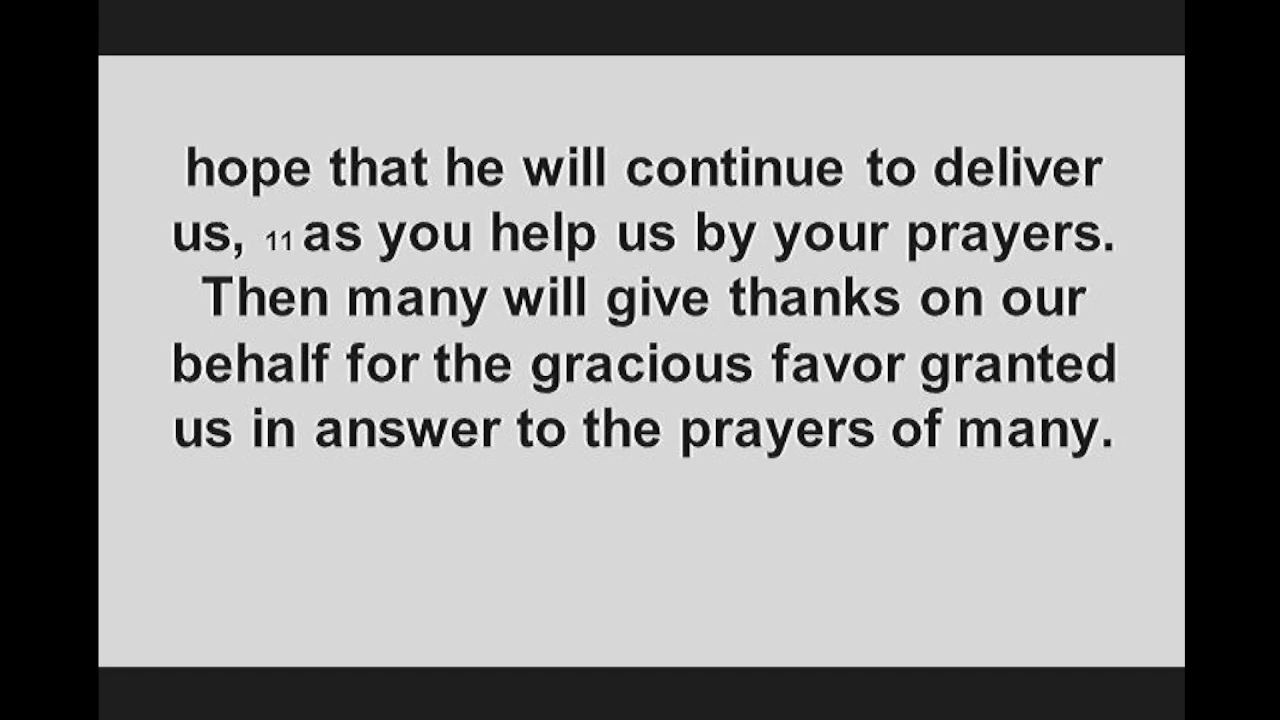 hope that he will continue to deliver
us, 11 as you help us by your prayers.
Then many will give thanks on our
behalf for the gracious favor granted
us in answer to the prayers of many.